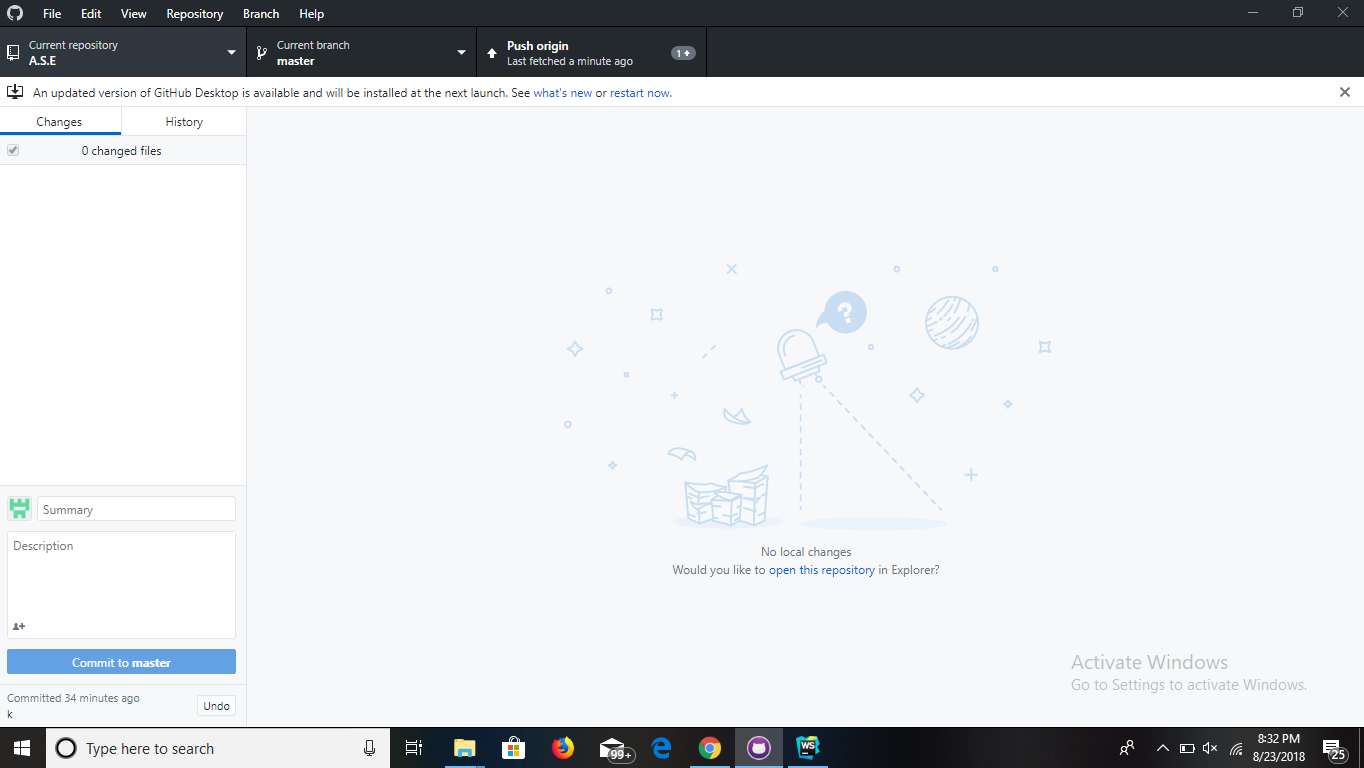 File Edit View Repository Branch Help
Current repository
A.S.E
Current branch
master
Push origin
Last fetched a minute ago
1
An updated version of GitHub Desktop is available and will be installed at the next launch. See what's new or restart now.
Changes
History
0 changed files
?
No local changes
Would you like to open this repository in Explorer?
Summary
Description
Commit to master
Committed 34 minutes ago
k
Undo
Activate Windows
Go to Settings to activate Windows.
Type here to search
99+
WS
8:32 PM
8/23/2018
25